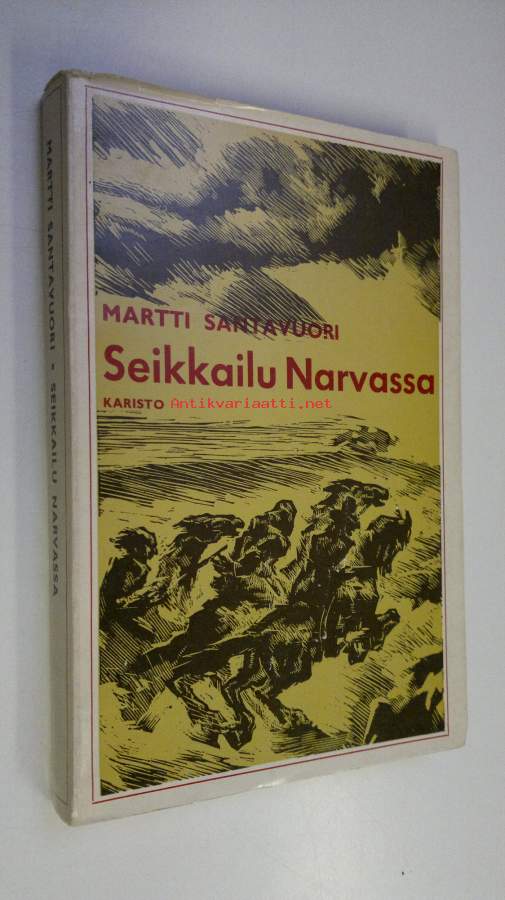 MARTTI SANTAVUORI
Seikkailu Narvassa
KARISTO
Antikvariaatti.net
MARTTI SANTAVUORI • SEIKKAILU NARVASSA